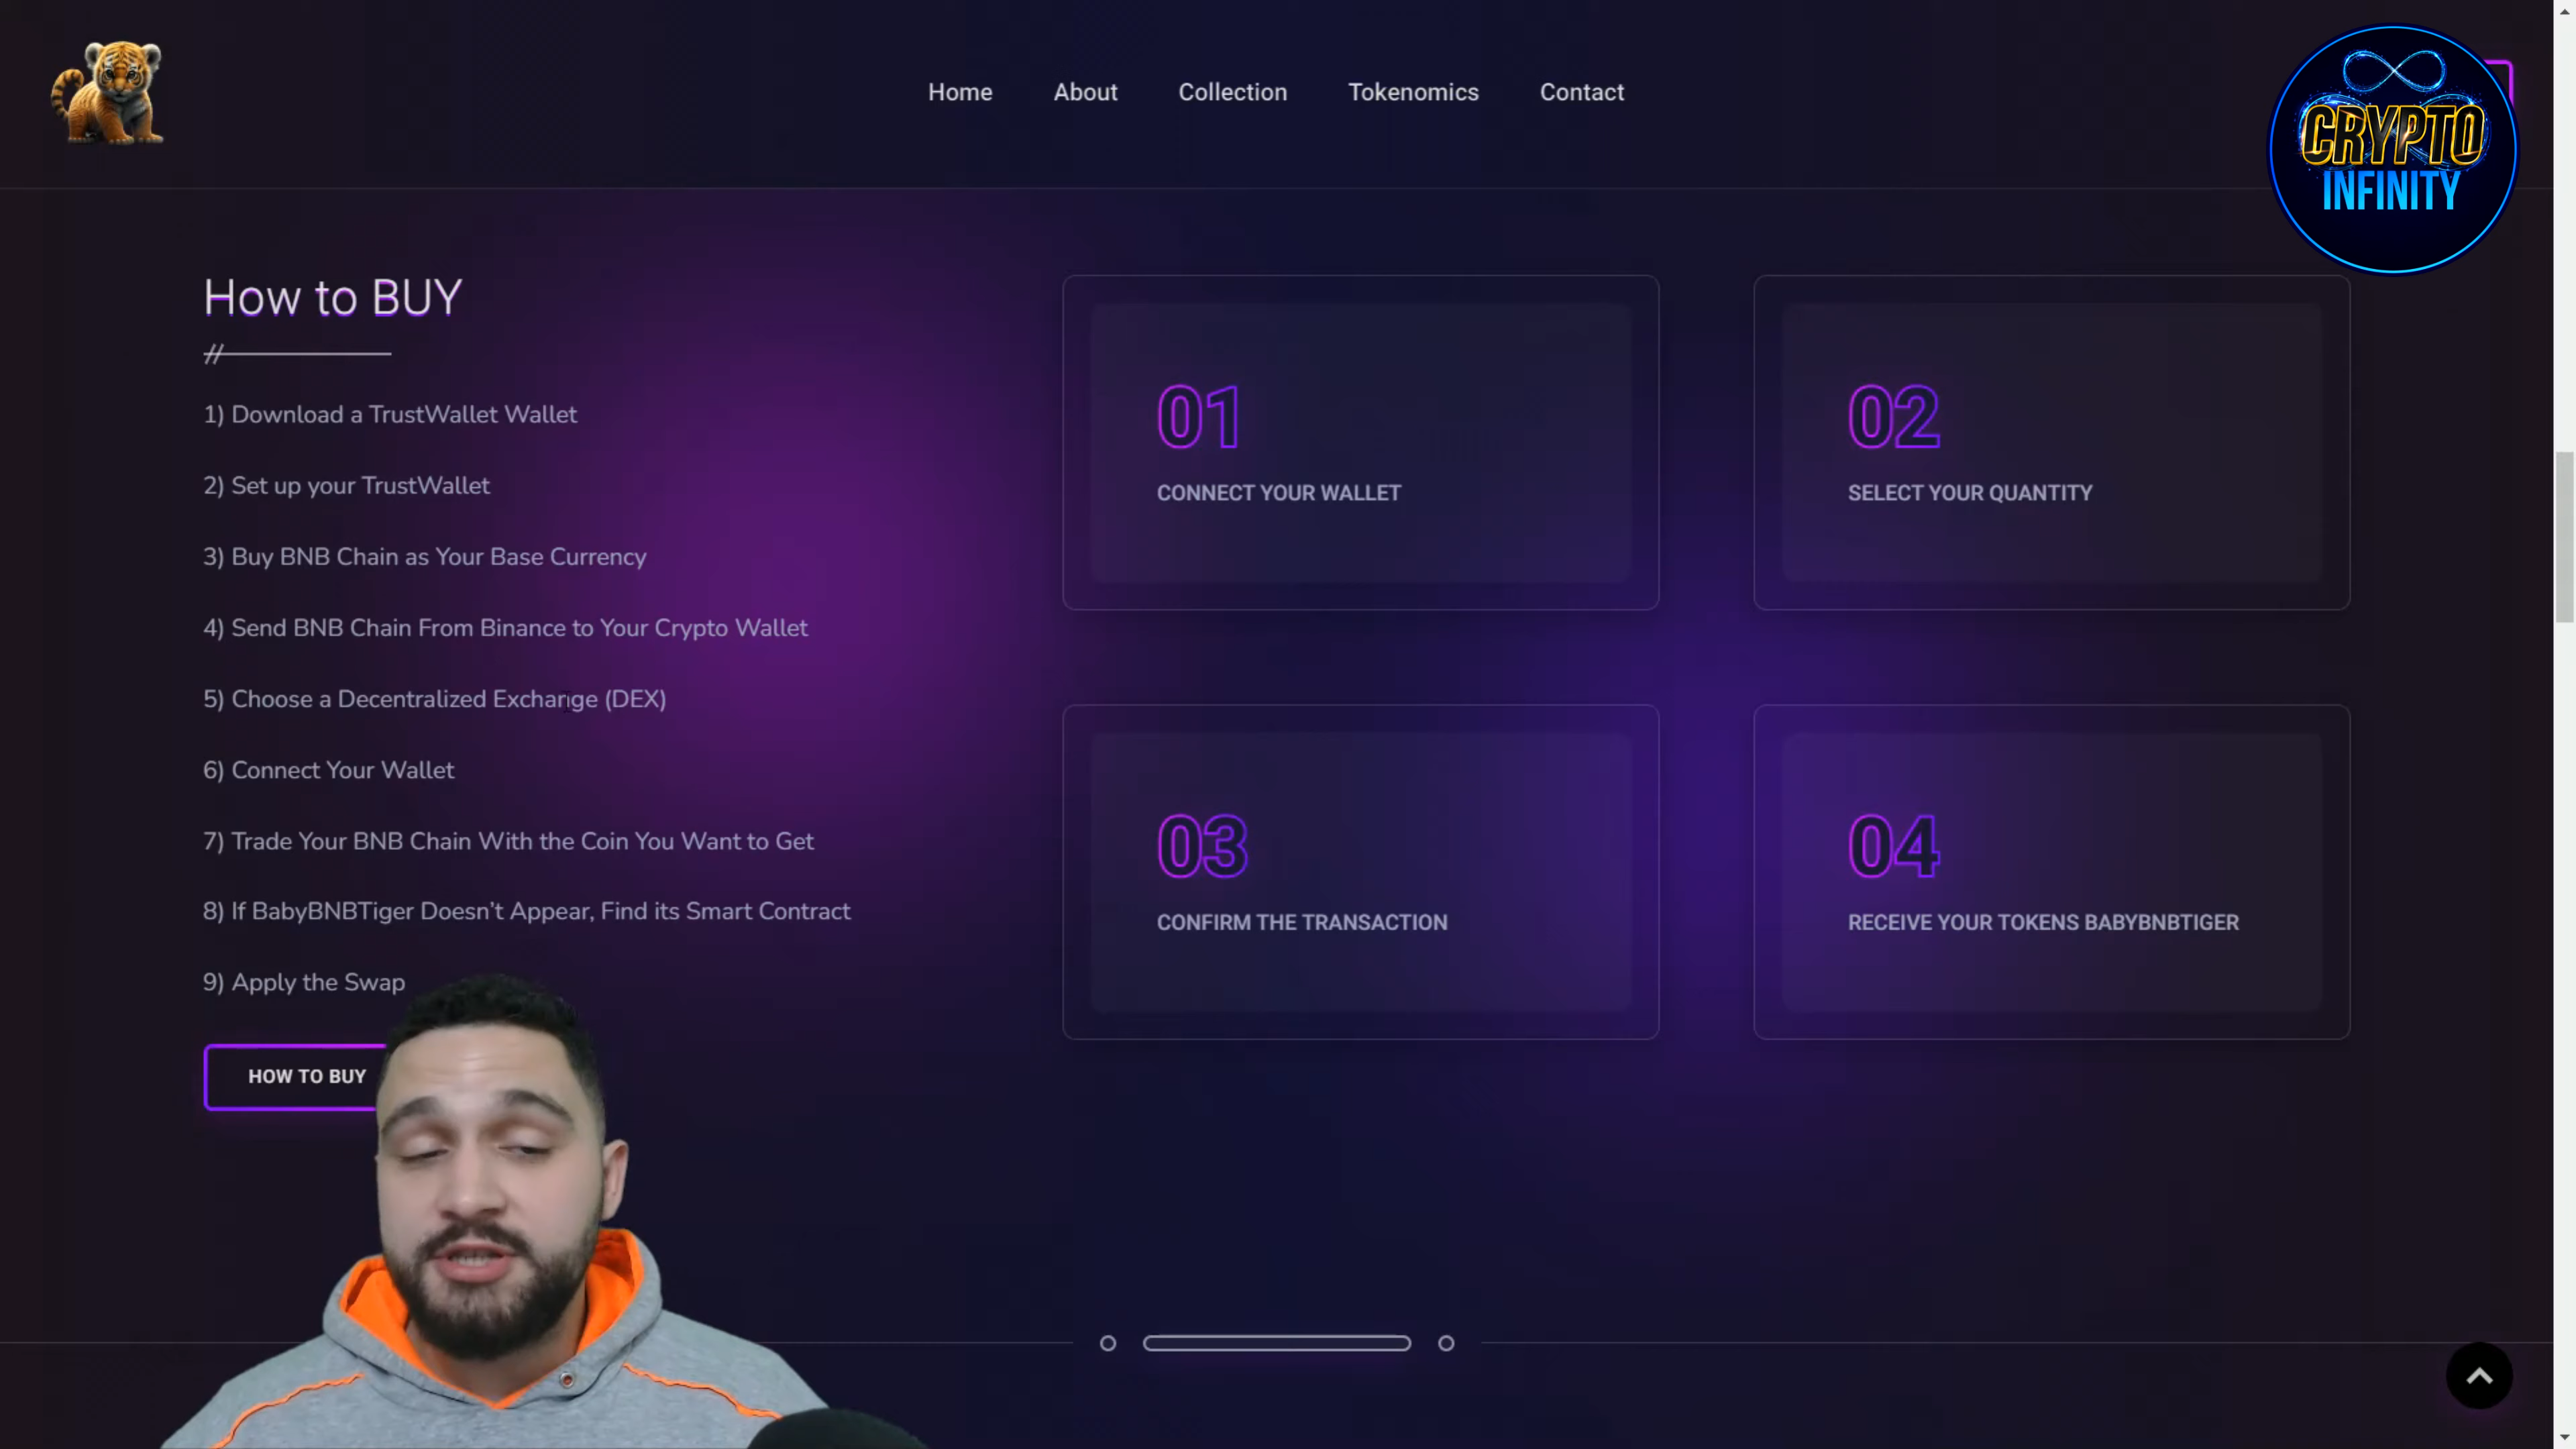 Home About Collection Tokenomics Contact
CRYPTO
INFINITY
How to BUY
1) Download a TrustWallet Wallet
2) Set up your TrustWallet
3) Buy BNB Chain as Your Base Currency
4) Send BNB Chain From Binance to Your Crypto Wallet
5) Choose a Decentralized Exchange (DEX)
6) Connect Your Wallet
7) Trade Your BNB Chain With the Coin You Want to Get
8) If BabyBNBTiger Doesn't Appear, Find its Smart Contract
9) Apply the Swap
HOW TO BUY
01
CONNECT YOUR WALLET
02
SELECT YOUR QUANTITY
03
CONFIRM THE TRANSACTION
04
RECEIVE YOUR TOKENS BABYBNBTIGER